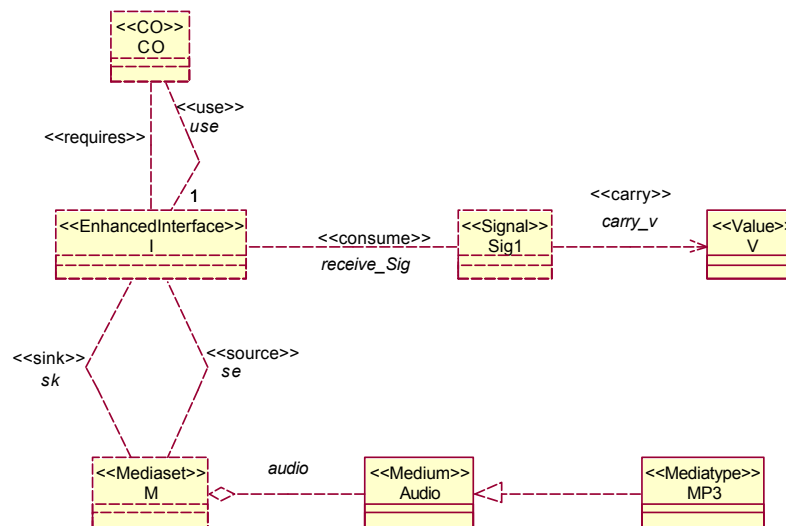 <<CO>>
CO
<<use>>
use
<<requires>>
1
<<EnhancedInterface>>
I
<<consume>>
receive_Sig
<<Signal>>
Sig1
<<carry>>
carry_v
<<Value>>
V
<<sink>>
sk
<<source>>
se
<<Mediaset>>
M
audio
<<Medium>>
Audio
<<Mediatype>>
MP3